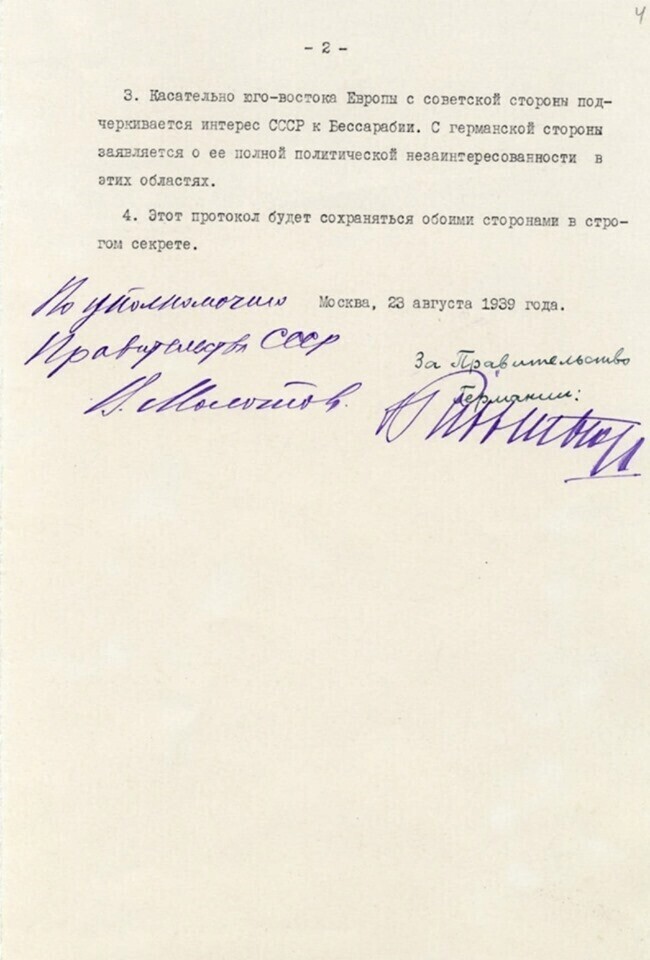 4
- 2 -
3. Касательно юго-востока Европы с советской стороны под-
черкивается интерес СССР к Бессарабии. С германской стороны
заявляется о ее полной политической незаинтересованности в
этих областях.
4. Этот протокол будет сохраняться обоими сторонами в стро-
гом секрете.
По уполномочию
Москва, 23 августа 1939 года.
Правительства СССР
За Правительство
Германии:
В. Молотов.